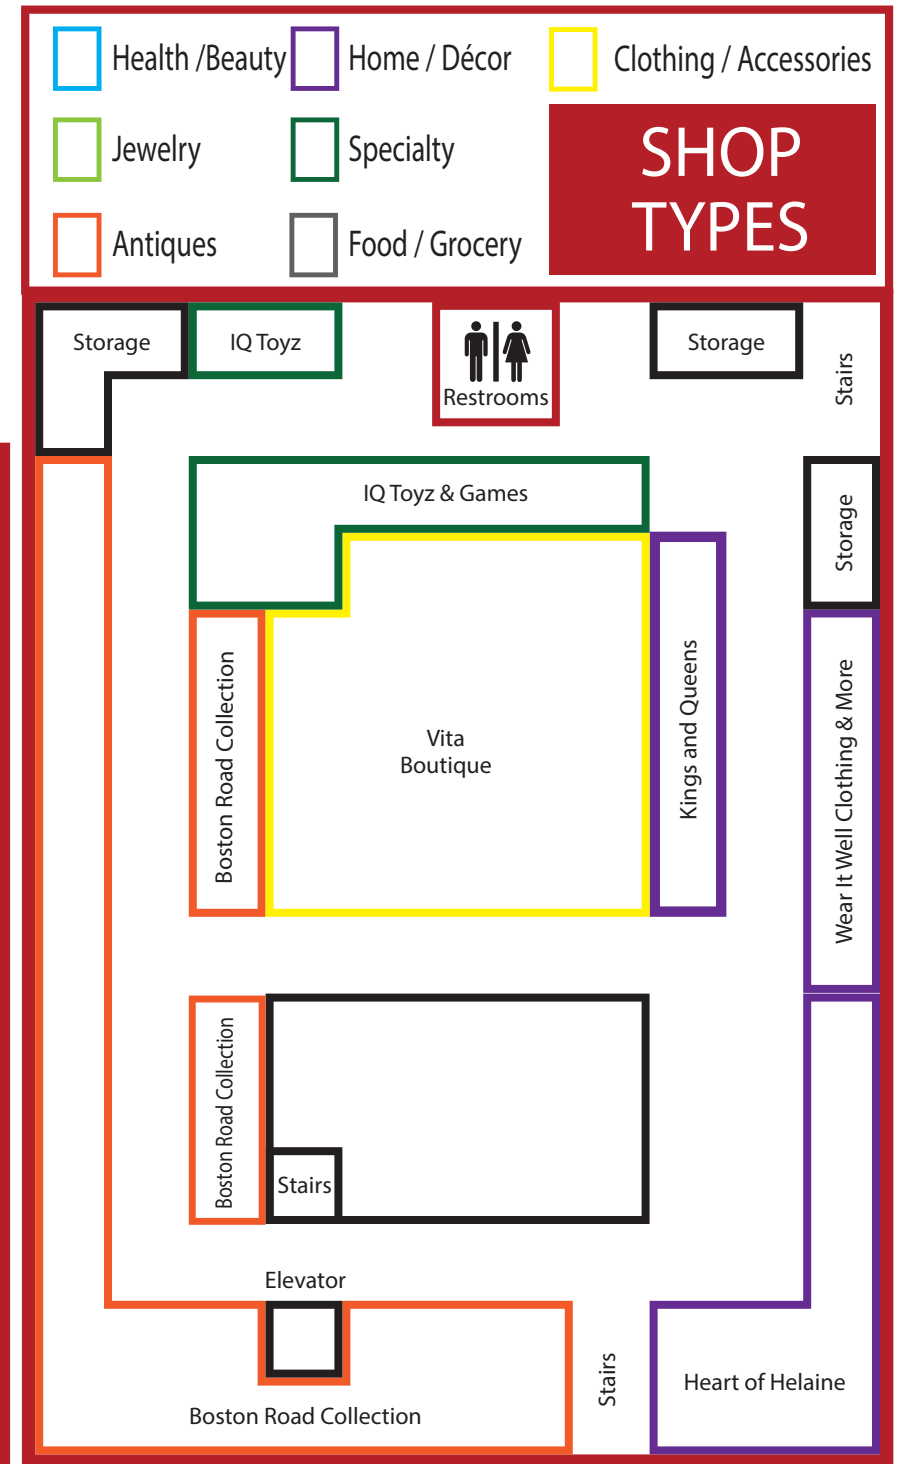 Health /Beauty
Home / Décor
Clothing / Accessories
Jewelry
Specialty
SHOP
TYPES
Antiques
Food / Grocery
Storage
IQ Toyz
Restrooms
Storage
Stairs
IQ Toyz & Games
Storage
Boston Road Collection
Vita
Boutique
Kings and Queens
Wear It Well Clothing & More
Boston Road Collection
Stairs
Elevator
Boston Road Collection
Stairs
Heart of Helaine